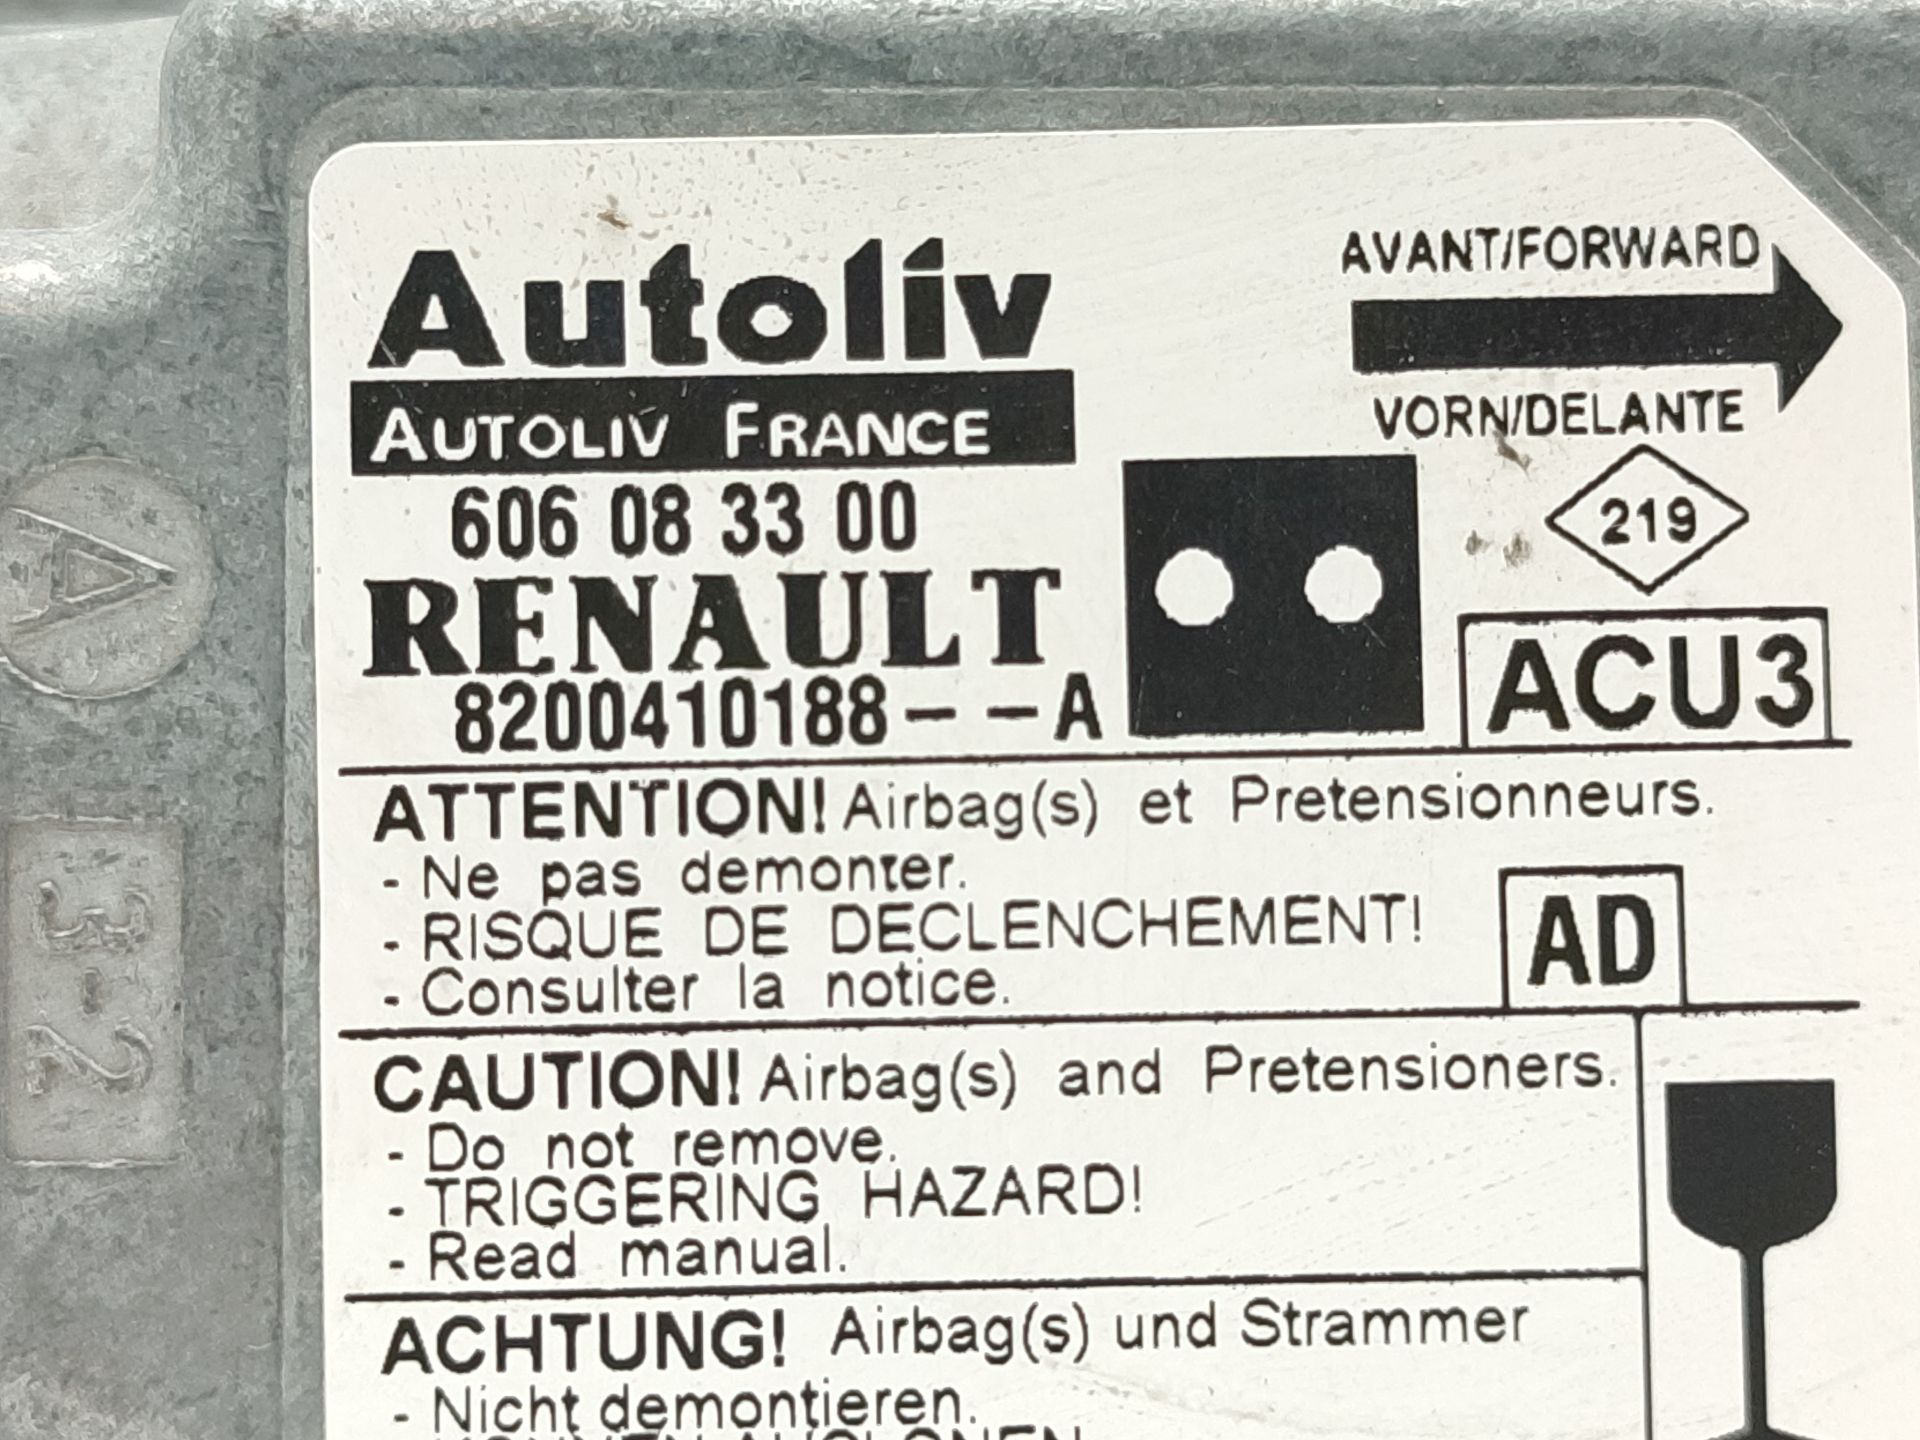 Autoliv
AVANT/FORWARD
AUTOLIV FRANCE
VORN/DELANTE
606 08 33 00
219
RENAULT
8200410188--A
ACU3
ATTENTION! Airbag(s) et Pretensionneurs.
- Ne pas demonter.
- RISQUE DE DECLENCHEMENT!
- Consulter la notice.
AD
CAUTION! Airbag(s) and Pretensioners.
- Do not remove.
- TRIGGERING HAZARD!
- Read manual.
ACHTUNG! Airbag(s) und Strammer
- Nicht demontieren.
A
2-3